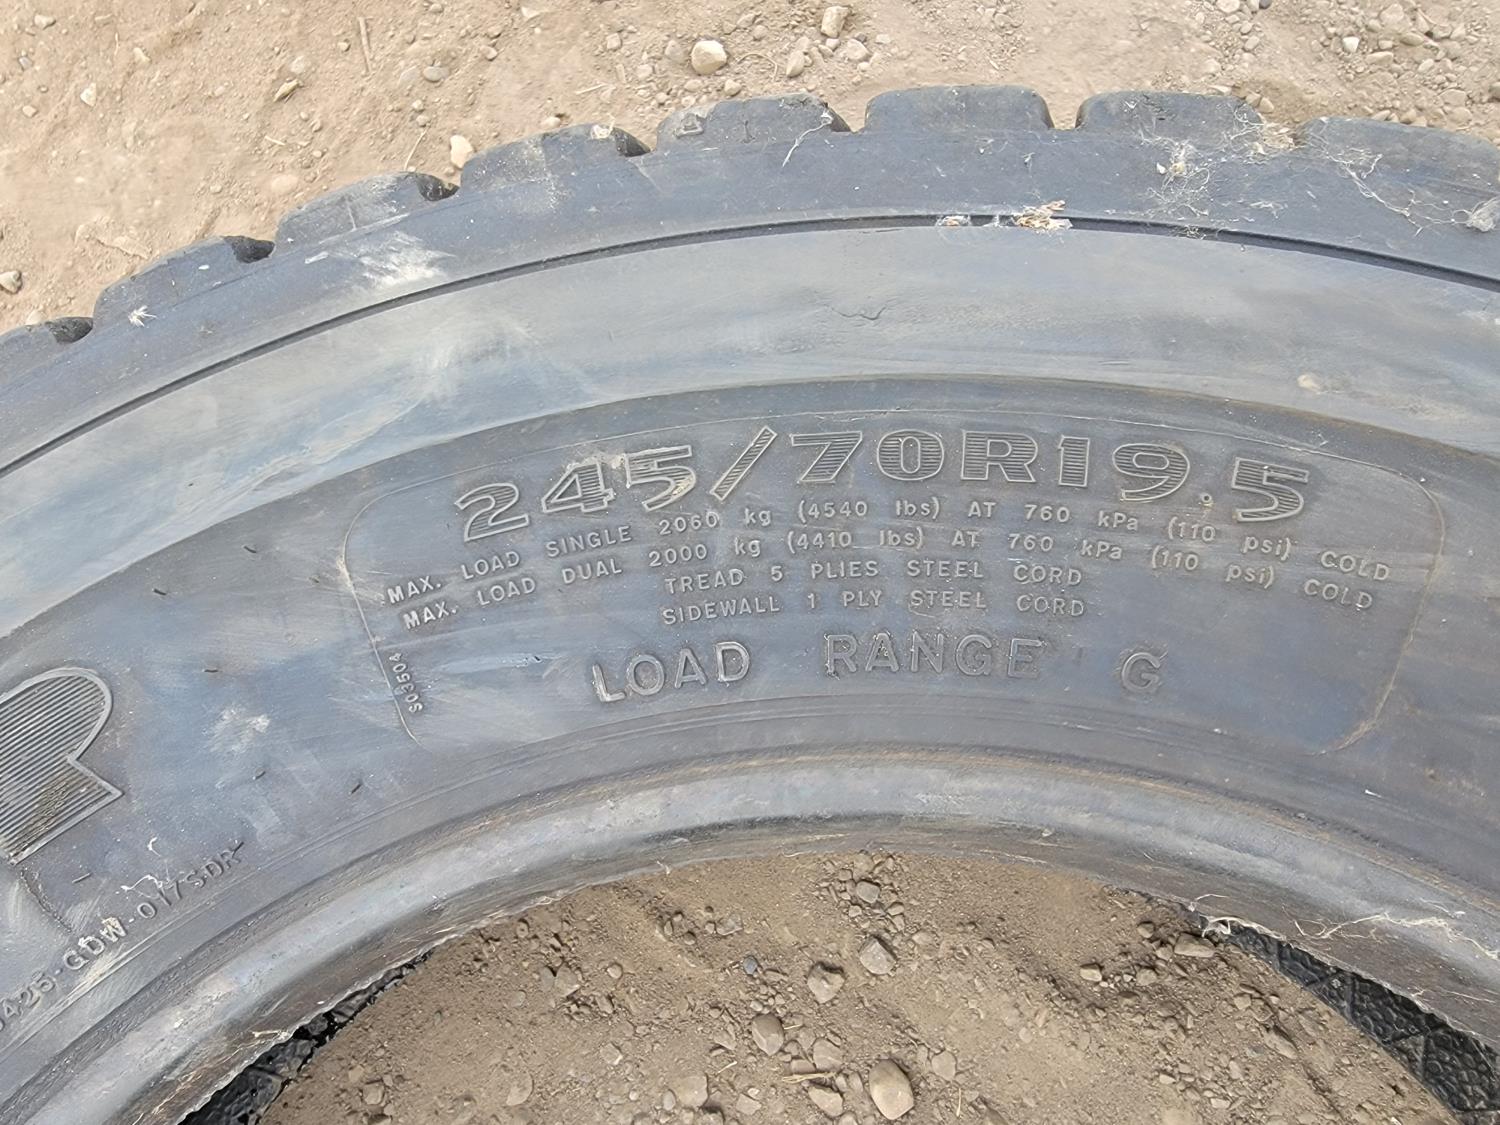 245/70R19.5
MAX. LOAD SINGLE 2060 kg (4540 lbs) AT 760 kPa (110 psi) COLD
MAX. LOAD DUAL 2000 kg (4410 lbs) AT 760 kPa (110 psi) COLD
TREAD 5 PLIES STEEL CORD
SIDEWALL 1 PLY STEEL CORD
LOAD RANGE G
S03504
R
GDW-017SDR